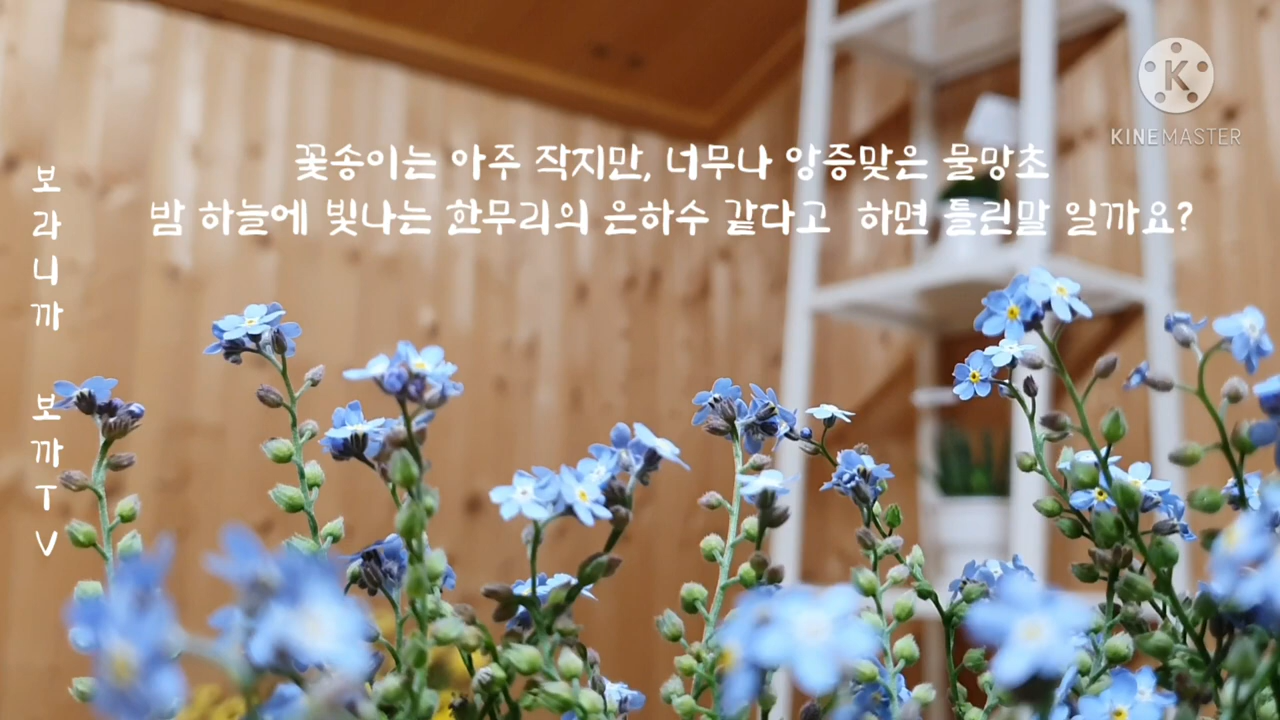 꽃송이는 아주 작지만, 너무나 앙증맞은 물망초
밤 하늘에 빛나는 한무리의 은하수 같다고 하면 틀린말 일까요?
보라니까 보까TV
KINEMASTER